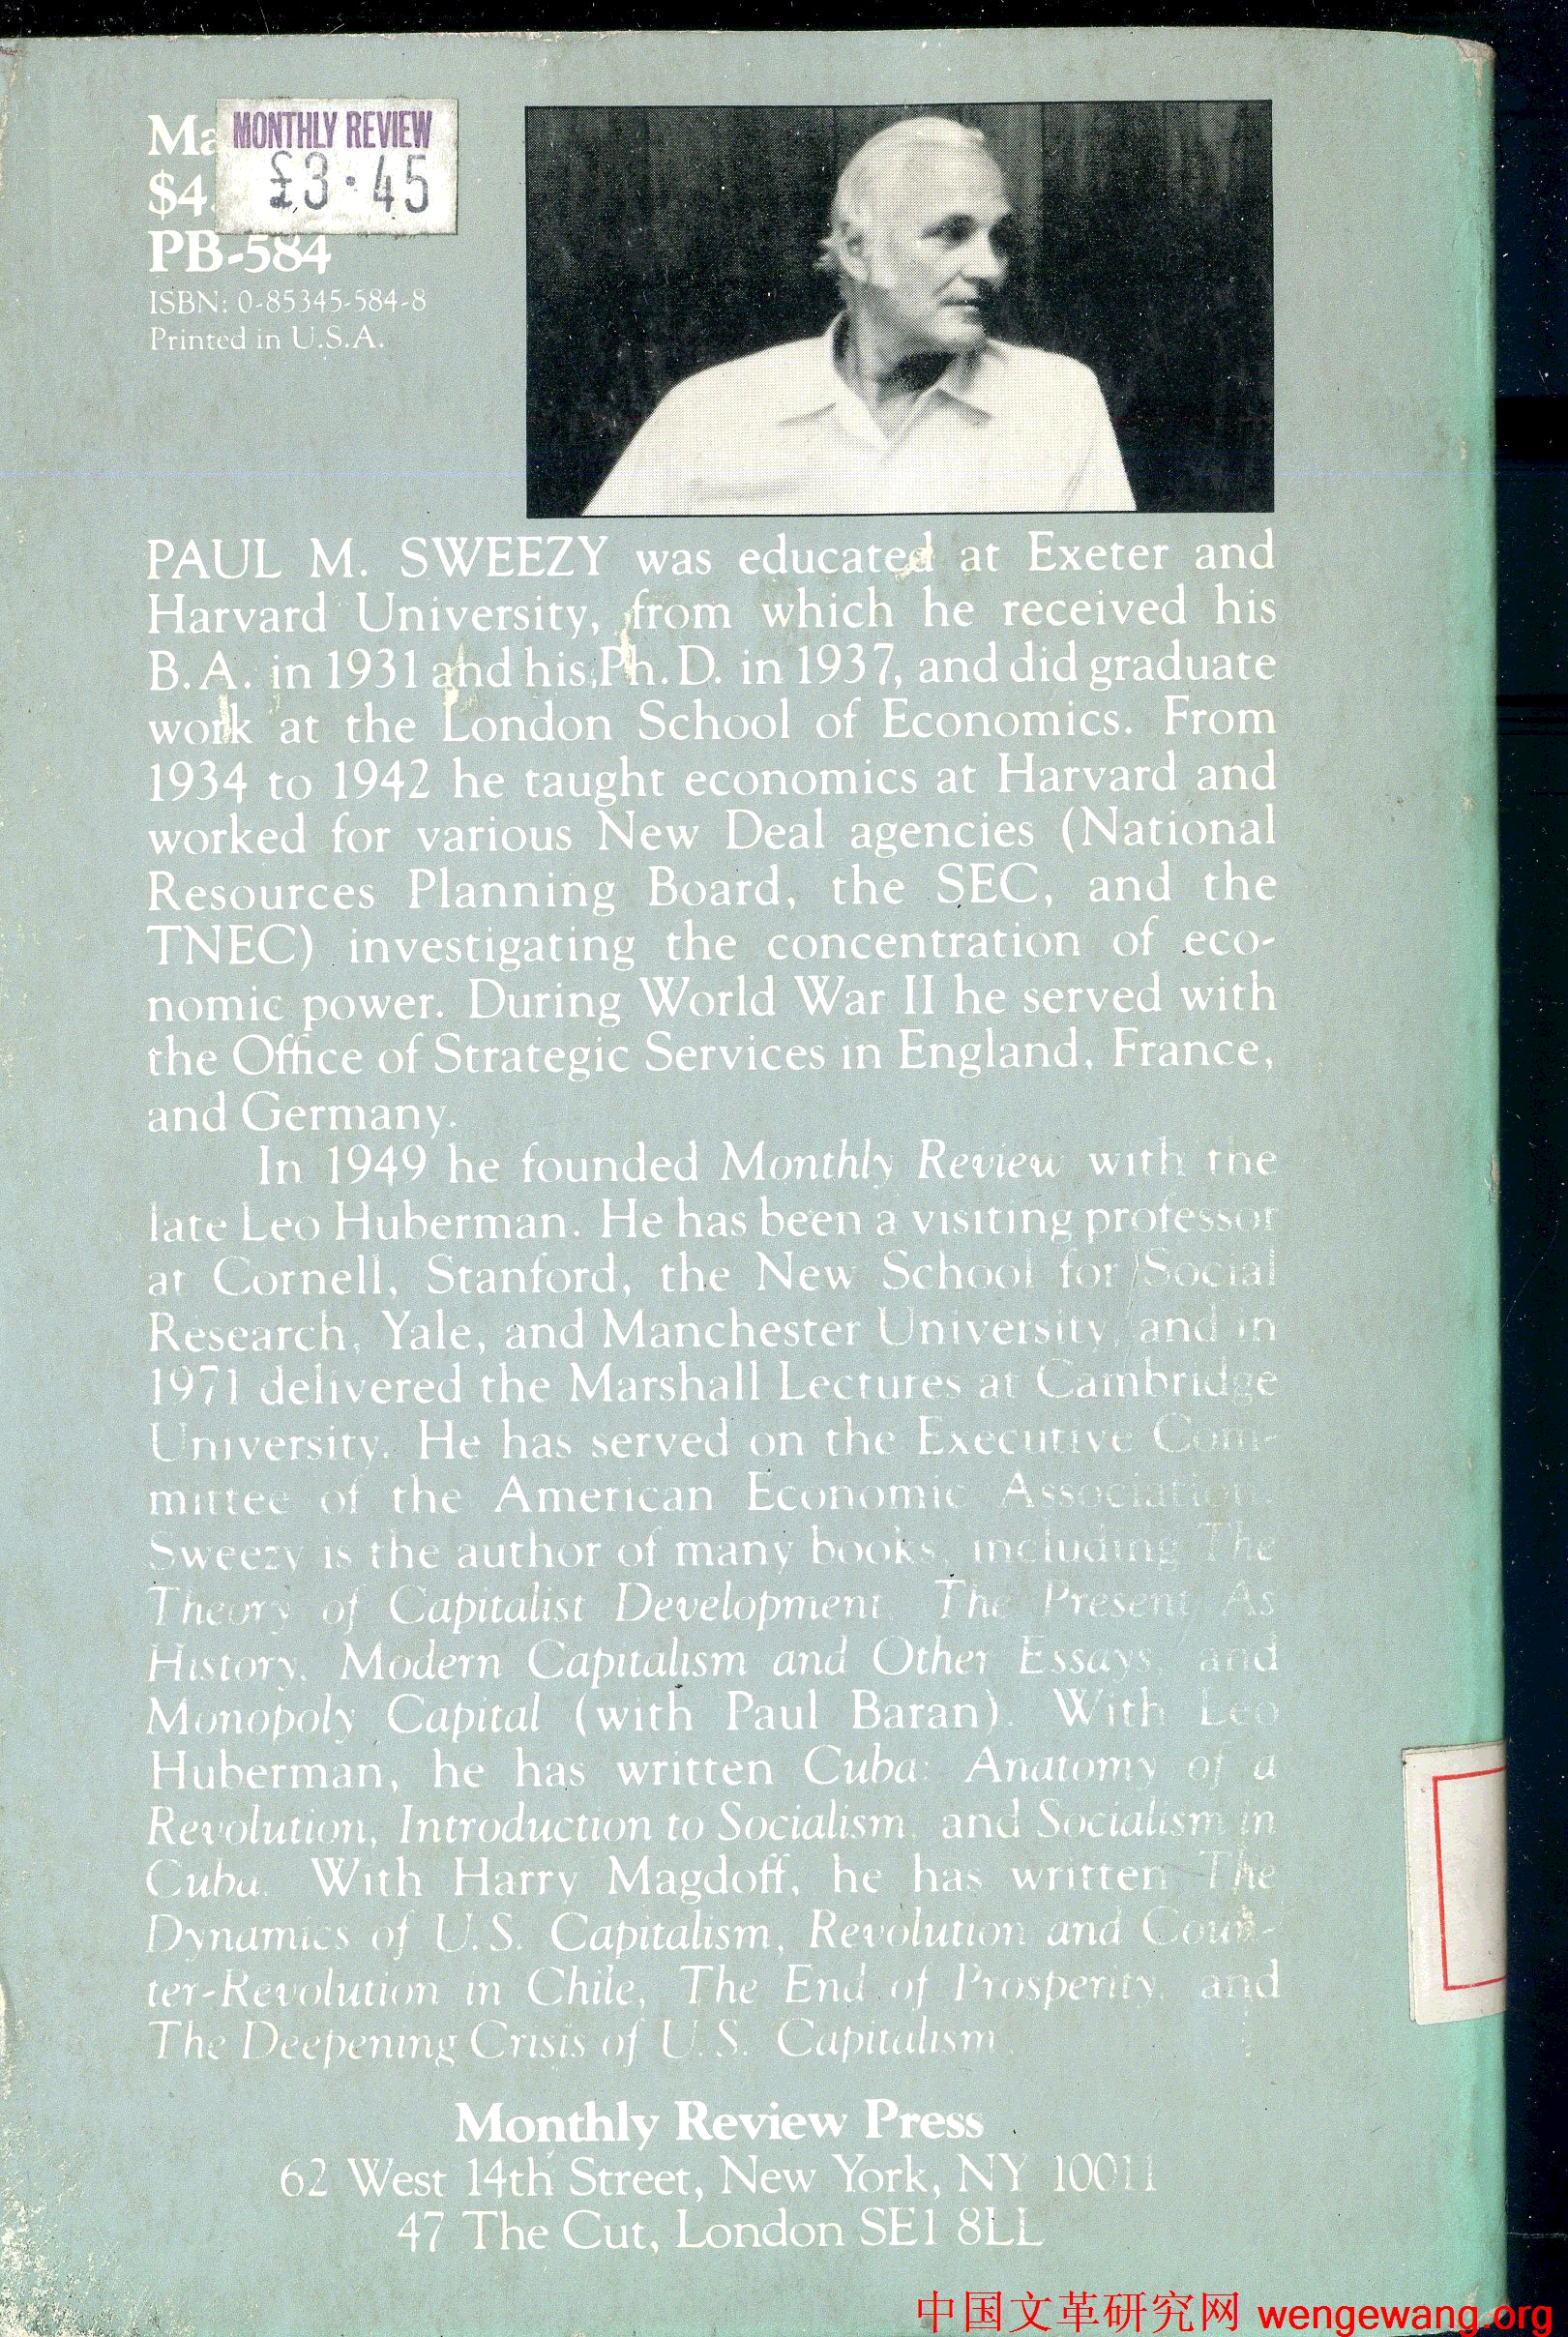 Ma
MONTHLY REVIEW
$4.
£3.45
PB-584
ISBN: 0-85345-584-8
Printed in U.S.A.
PAUL M. SWEEZY was educated at Exeter and
Harvard University, from which he received his
B.A. in 1931 and his Ph.D. in 1937, and did graduate
work at the London School of Economics. From
1934 to 1942 he taught economics at Harvard and
worked for various New Deal agencies (National
Resources Planning Board, the SEC, and the
TNEC) investigating the concentration of eco-
nomic power. During World War II he served with
the Office of Strategic Services in England, France,
and Germany.
In 1949 he founded Monthly Review with the
late Leo Huberman. He has been a visiting professor
at Cornell, Stanford, the New School for Social
Research, Yale, and Manchester University, and in
1971 delivered the Marshall Lectures at Cambridge
University. He has served on the Executive Com-
mittee of the American Economic Association.
Sweezy is the author of many books, including The
Theory of Capitalist Development, The Present As
History, Modern Capitalism and Other Essays, and
Monopoly Capital (with Paul Baran). With Leo
Huberman, he has written Cuba: Anatomy of a
Revolution, Introduction to Socialism, and Socialism in
Cuba. With Harry Magdoff, he has written The
Dynamics of U.S. Capitalism, Revolution and Coun-
ter-Revolution in Chile, The End of Prosperity, and
The Deepening Crisis of U.S. Capitalism.
Monthly Review Press
62 West 14th Street, New York, NY 10011
47 The Cut, London SE1 8LL
中国文革研究网 wengewang.org